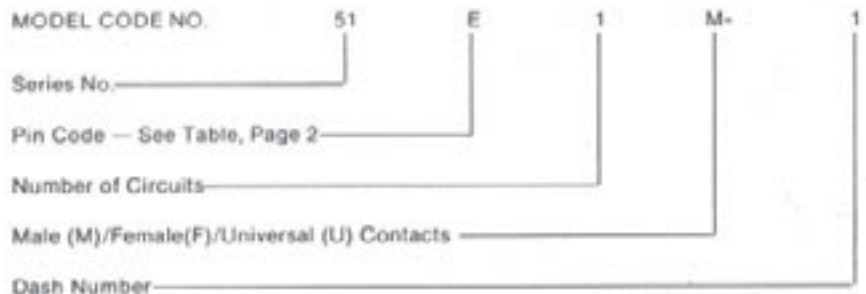 MODEL CODE NO. 51 E 1 M- 1
Series No.
Pin Code — See Table, Page 2
Number of Circuits
Male (M)/Female(F)/Universal (U) Contacts
Dash Number